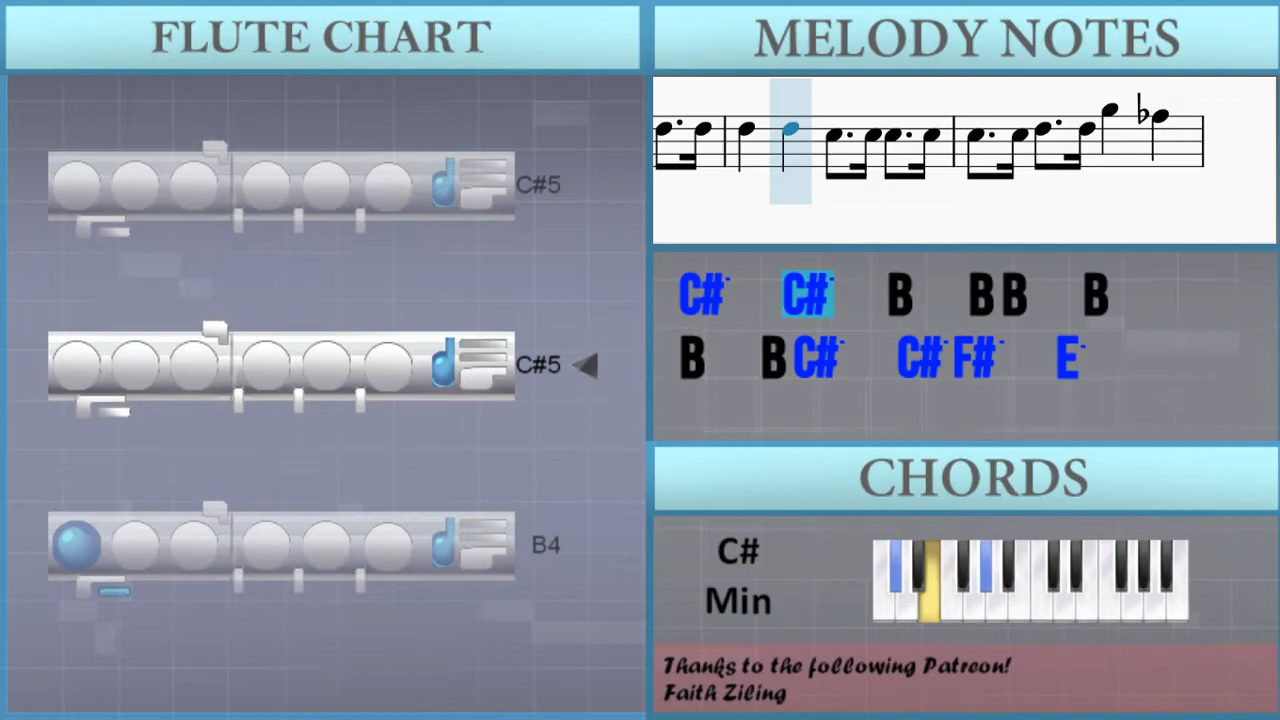 FLUTE CHART
C#5
C#5
B4
MELODY NOTES
C#- C#- B B B B
B B C#- C#- F#- E-
CHORDS
C#
Min
Thanks to the following Patreon!
Faith Ziling